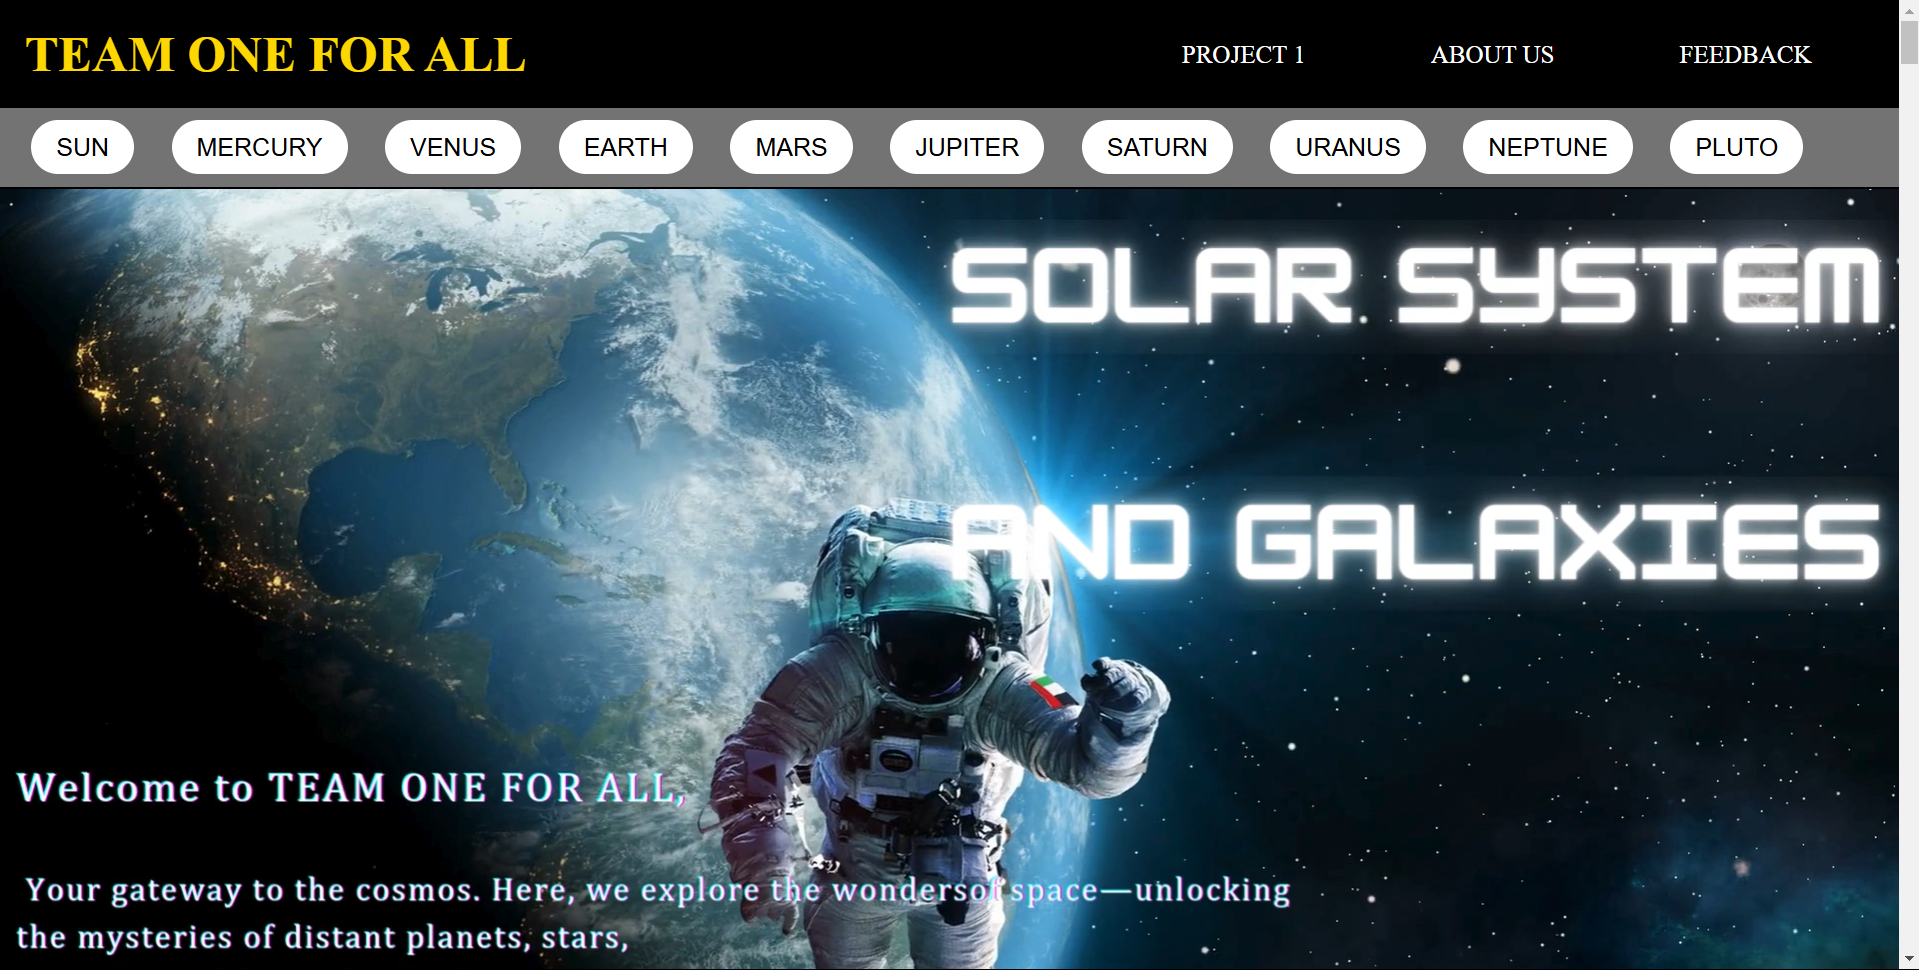 TEAM ONE FOR ALL
PROJECT 1 ABOUT US FEEDBACK
SUN MERCURY VENUS EARTH MARS JUPITER SATURN URANUS NEPTUNE PLUTO
SOLAR SYSTEM
AND GALAXIES
Welcome to TEAM ONE FOR ALL,
Your gateway to the cosmos. Here, we explore the wondersof space—unlocking
the mysteries of distant planets, stars,